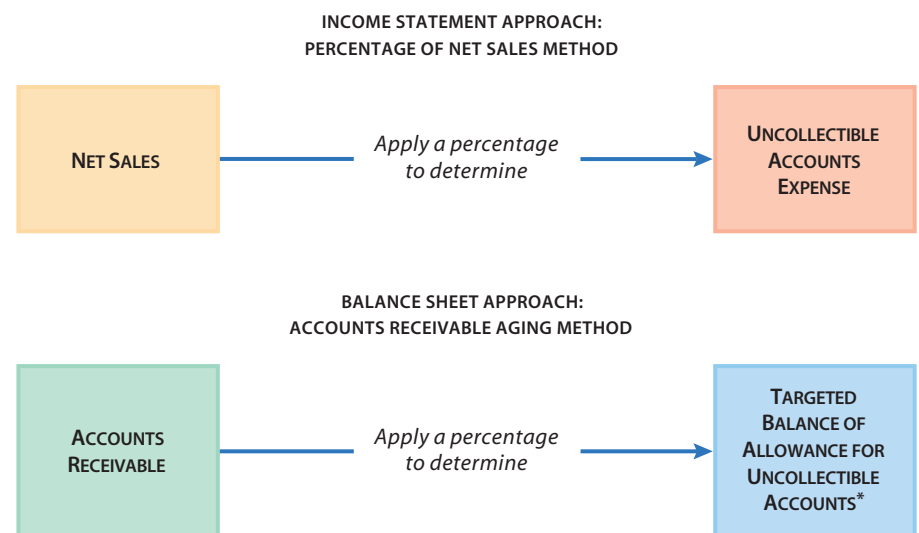 INCOME STATEMENT APPROACH:
PERCENTAGE OF NET SALES METHOD
NET SALES
Apply a percentage
to determine
UNCOLLECTIBLE
ACCOUNTS
EXPENSE
BALANCE SHEET APPROACH:
ACCOUNTS RECEIVABLE AGING METHOD
ACCOUNTS
RECEIVABLE
Apply a percentage
to determine
TARGETED
BALANCE OF
ALLOWANCE FOR
UNCOLLECTIBLE
ACCOUNTS*